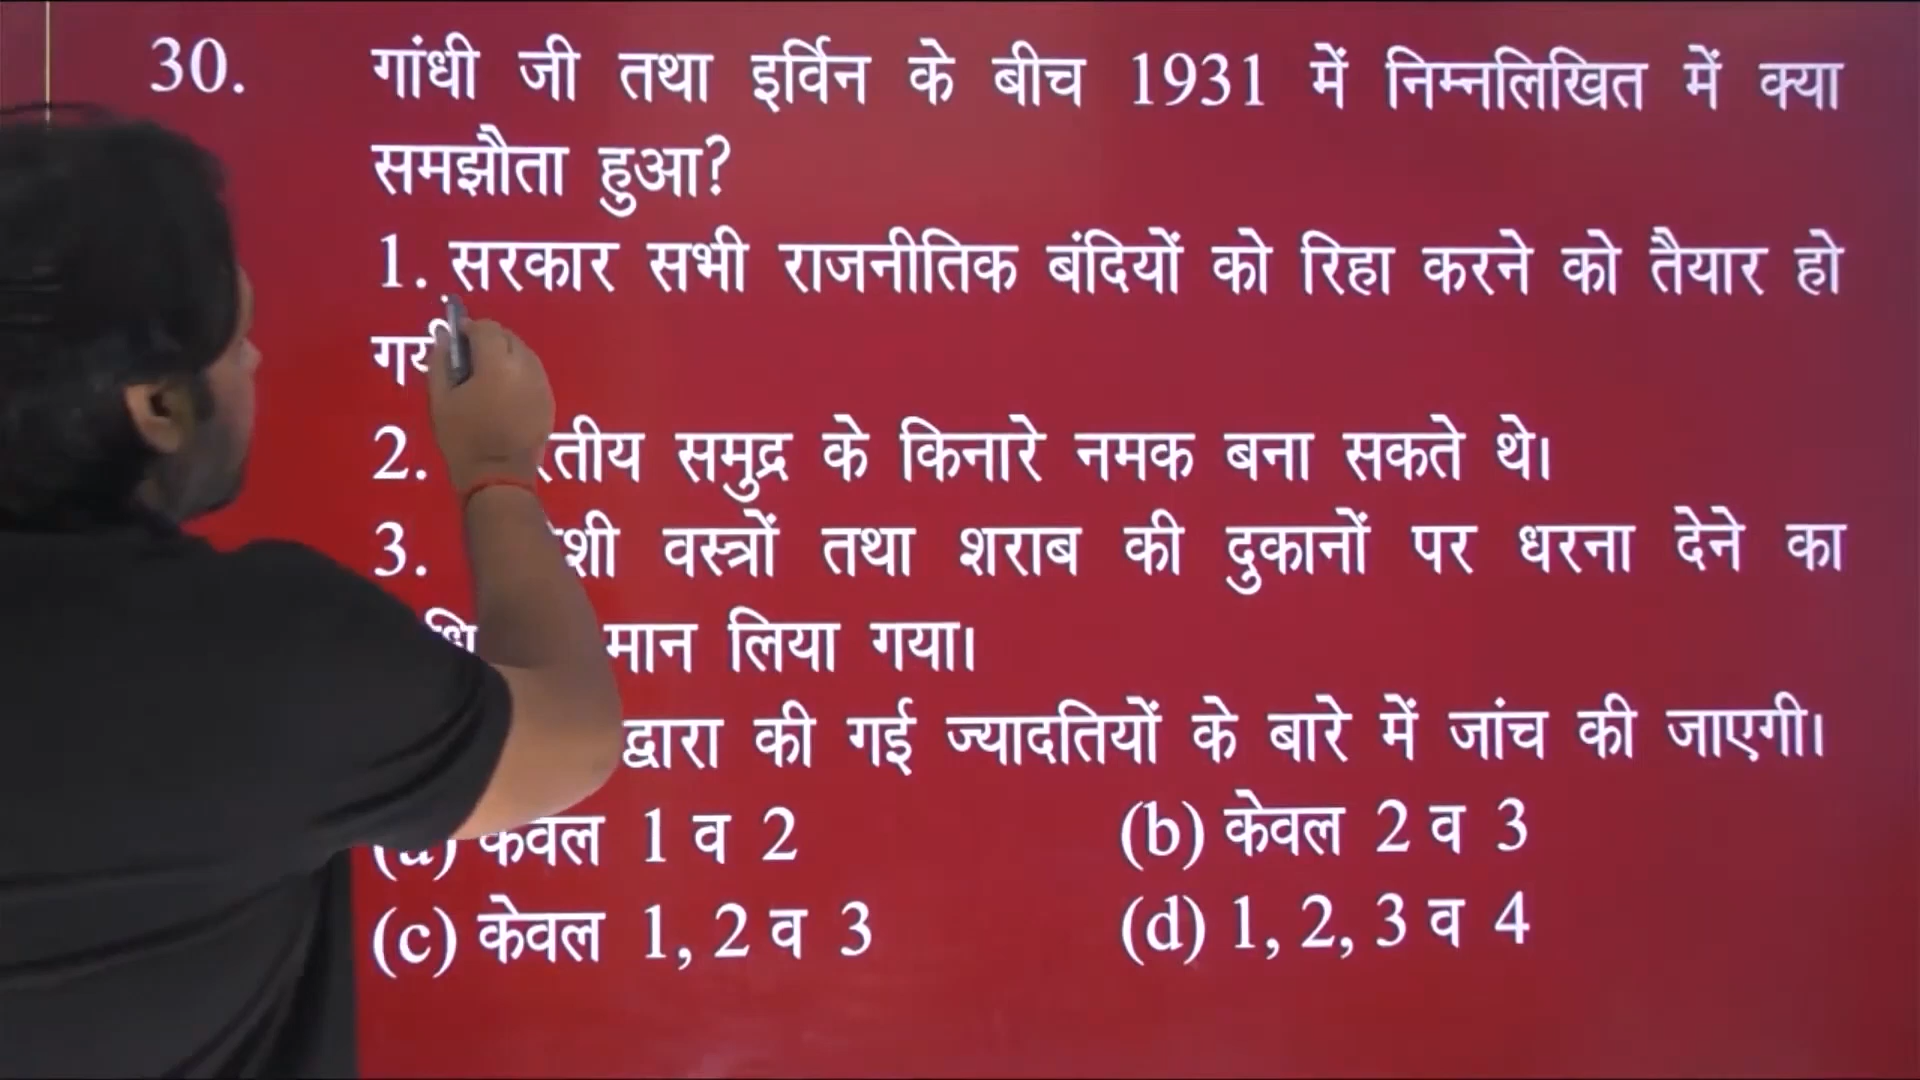 30. गांधी जी तथा इर्विन के बीच 1931 में निम्नलिखित में क्या
समझौता हुआ?
1. सरकार सभी राजनीतिक बंदियों को रिहा करने को तैयार हो
2. समुद्र के किनारे नमक बना सकते थे।
3. वस्त्रों तथा शराब की दुकानों पर धरना देने का
मान लिया गया।
द्वारा की गई ज्यादतियों के बारे में जांच की जाएगी।
(a) केवल 1 व 2 (b) केवल 2 व 3
(c) केवल 1, 2 व 3 (d) 1, 2, 3 व 4